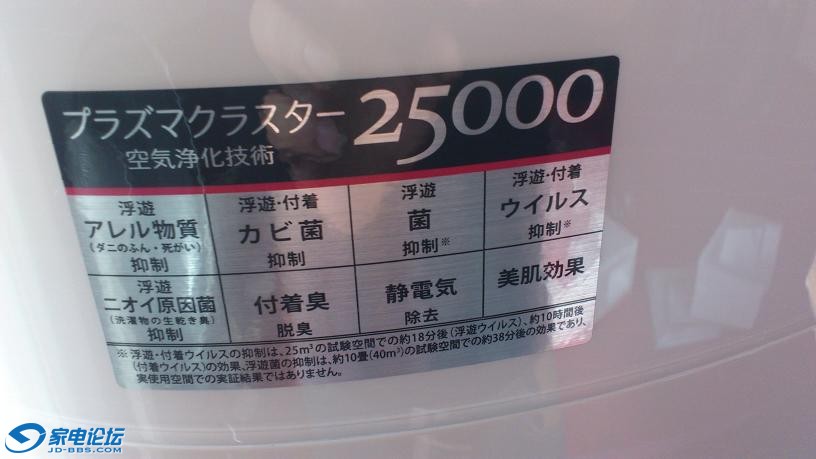 プラズマクラスター 25000
空気浄化技術
浮遊
アレル物質
(ダニのふん・死がい)
抑制
浮遊・付着
カビ菌
抑制
浮遊
菌
抑制※
浮遊・付着
ウイルス
抑制※
浮遊
ニオイ原因菌
(洗濯物の生乾き臭)
抑制
付着臭
脱臭
静電気
除去
美肌効果
※浮遊・付着ウイルスの抑制は、25m³の試験空間での約18分後(浮遊ウイルス)、約10時間後
(付着ウイルス)の効果、浮遊菌の抑制は、約10畳(40m³)の試験空間での約38分後の効果であり、
実使用空間での実証結果ではありません。
家电论坛
JD-BBS.COM